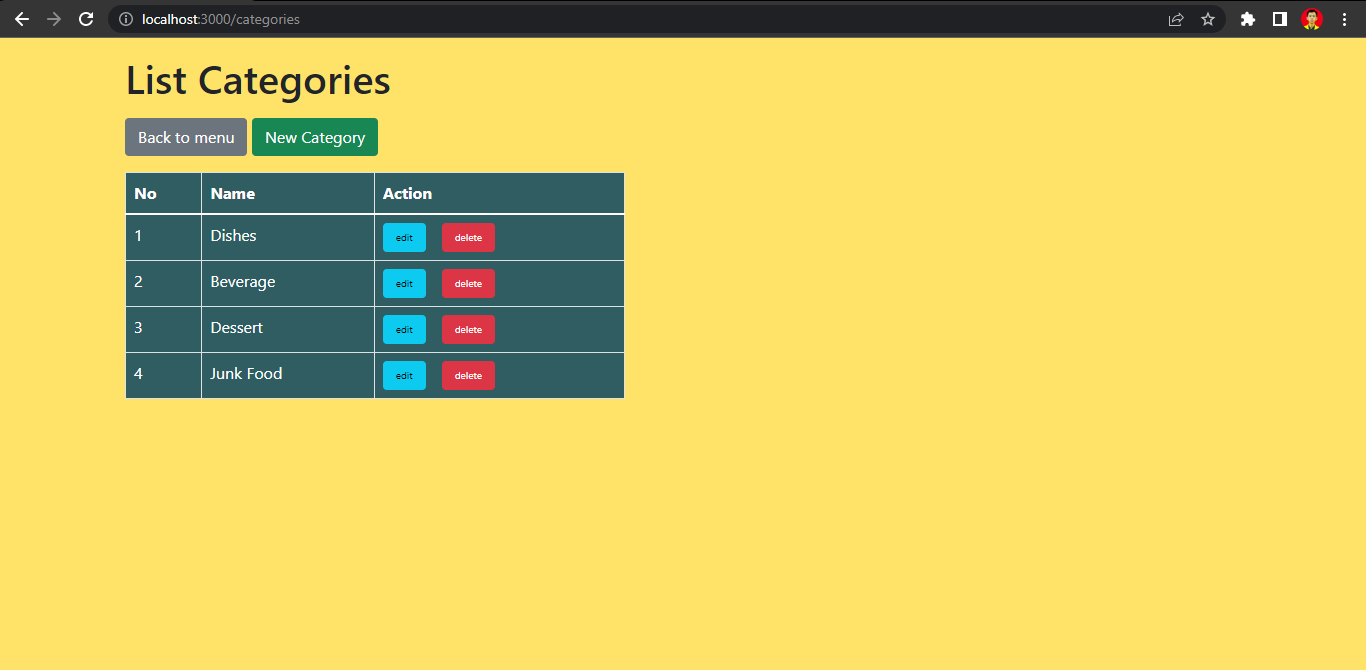 localhost:3000/categories
List Categories
Back to menu New Category
No Name Action
1 Dishes edit delete
2 Beverage edit delete
3 Dessert edit delete
4 Junk Food edit delete